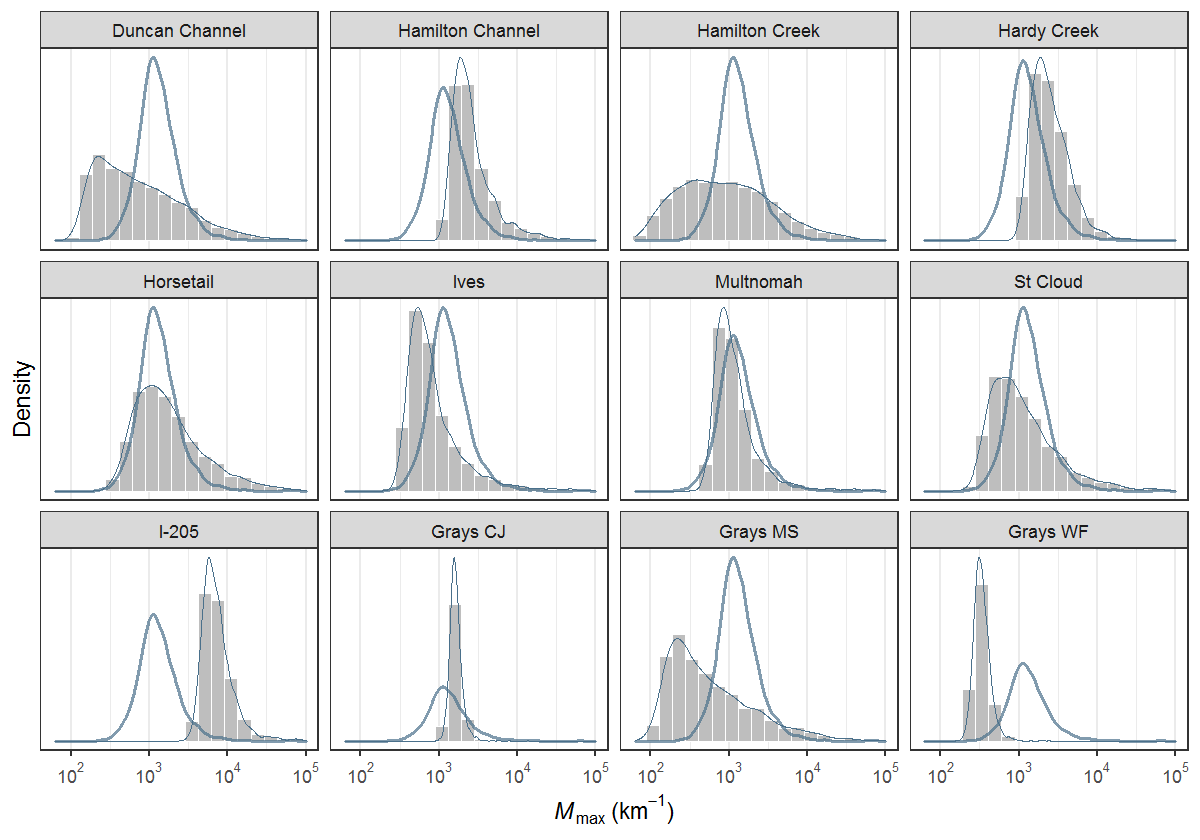 Duncan Channel Hamilton Channel Hamilton Creek Hardy Creek
Horsetail Ives Multnomah St Cloud
Density
I-205 Grays CJ Grays MS Grays WF
10² 10³ 10⁴ 10⁵ 10² 10³ 10⁴ 10⁵ 10² 10³ 10⁴ 10⁵ 10² 10³ 10⁴ 10⁵
Mmax (km⁻¹)